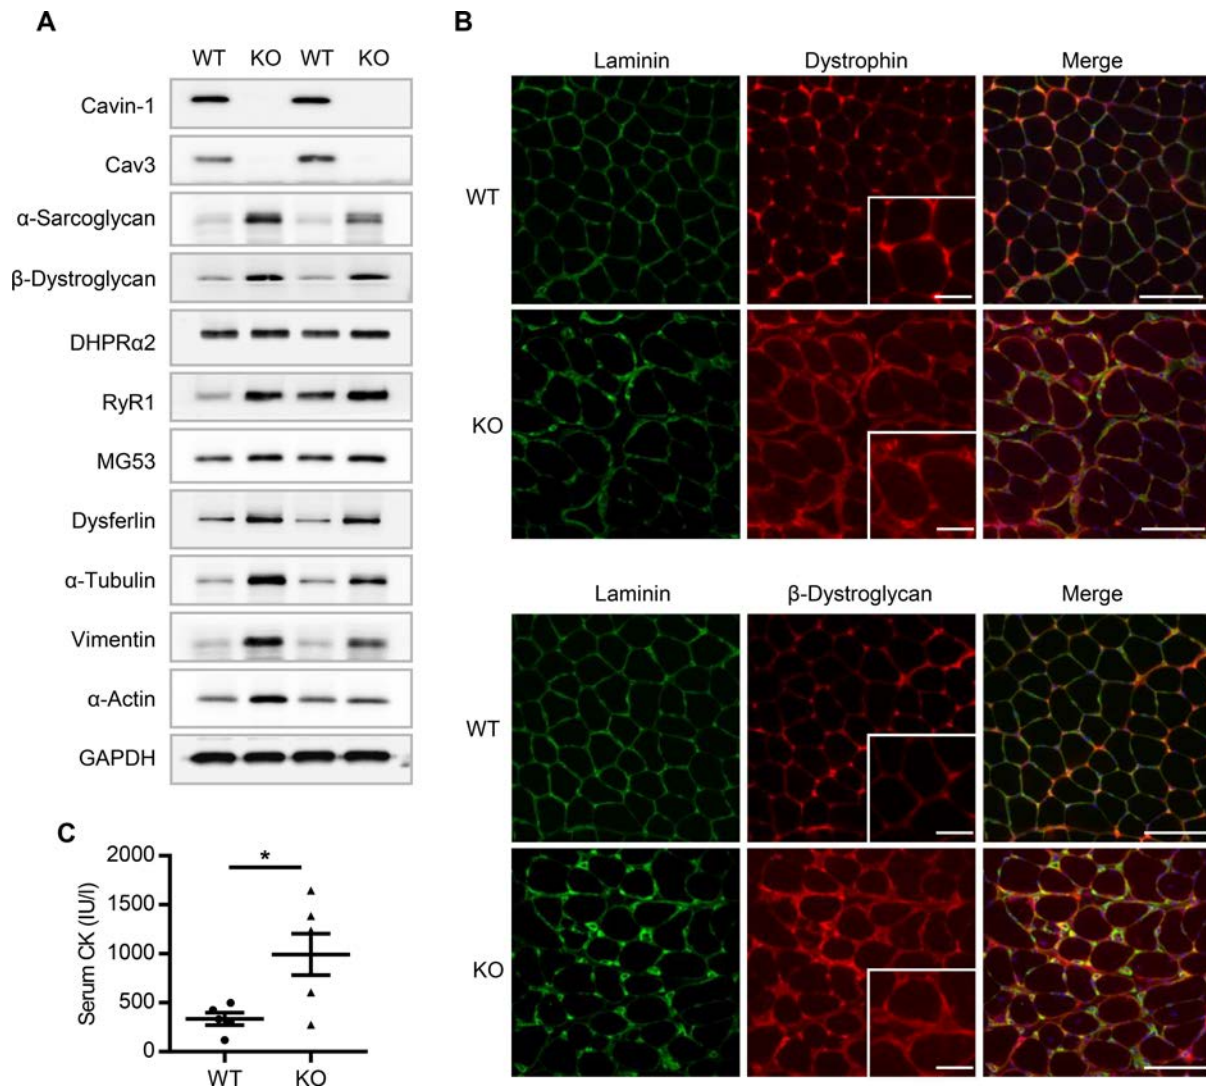 A
WT KO WT KO
Cavin-1
Cav3
α-Sarcoglycan
β-Dystroglycan
DHPRα2
RyR1
MG53
Dysferlin
α-Tubulin
Vimentin
α-Actin
GAPDH
B
Laminin Dystrophin Merge
WT
KO
Laminin β-Dystroglycan Merge
WT
KO
C
Serum CK (IU/l)
2000
1500
1000
500
0
*
WT KO